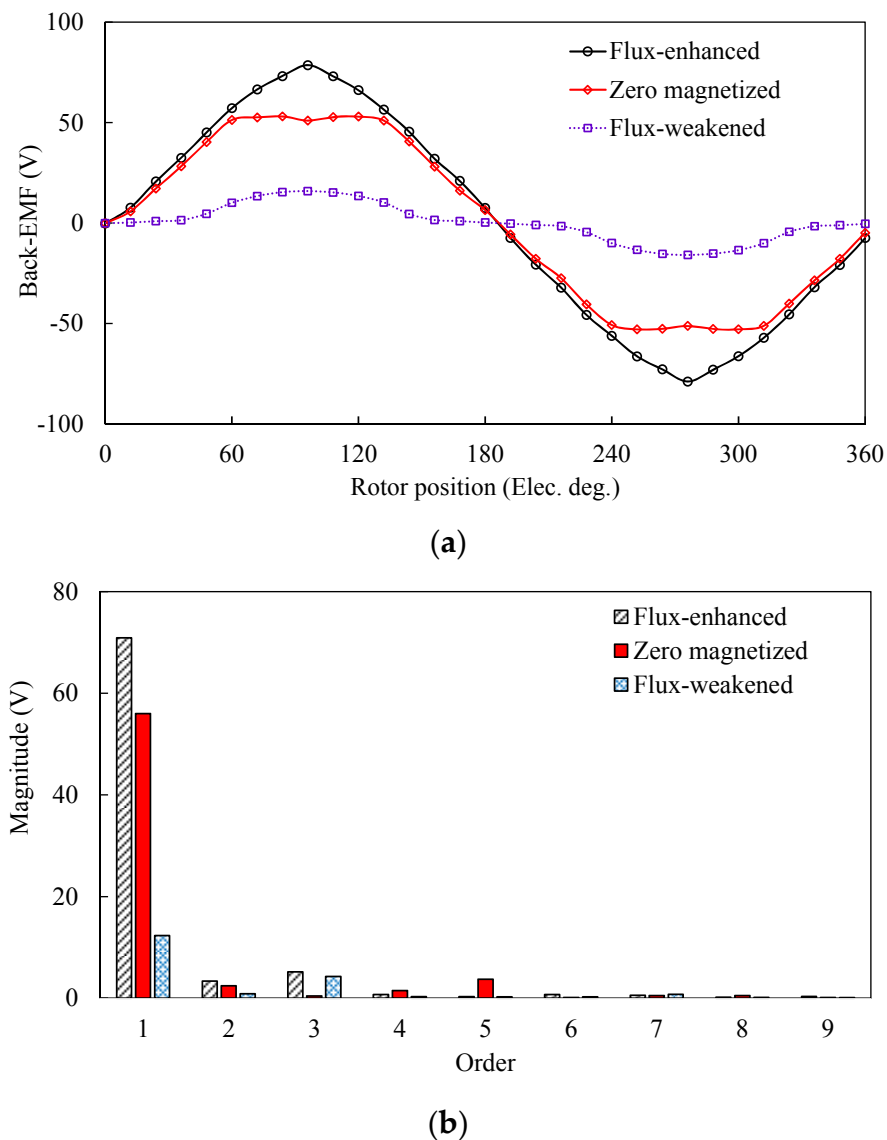 100
Flux-enhanced
Zero magnetized
50
Flux-weakened
Back-EMF (V)
0
-50
-100
0 60 120 180 240 300 360
Rotor position (Elec. deg.)
(a)
80
Flux-enhanced
Zero magnetized
60
Flux-weakened
Magnitude (V)
40
20
0
1 2 3 4 5 6 7 8 9
Order
(b)